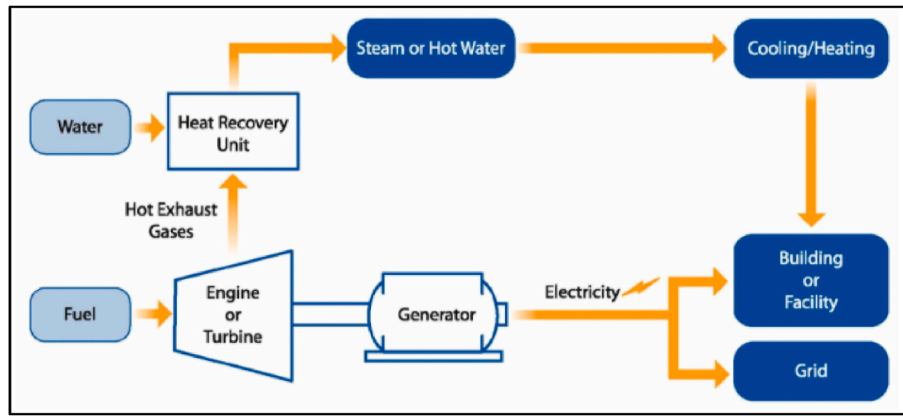 Steam or Hot Water
Cooling/Heating
Water
Heat Recovery
Unit
Hot Exhaust
Gases
Fuel
Engine
or
Turbine
Generator
Electricity
Building
or
Facility
Grid